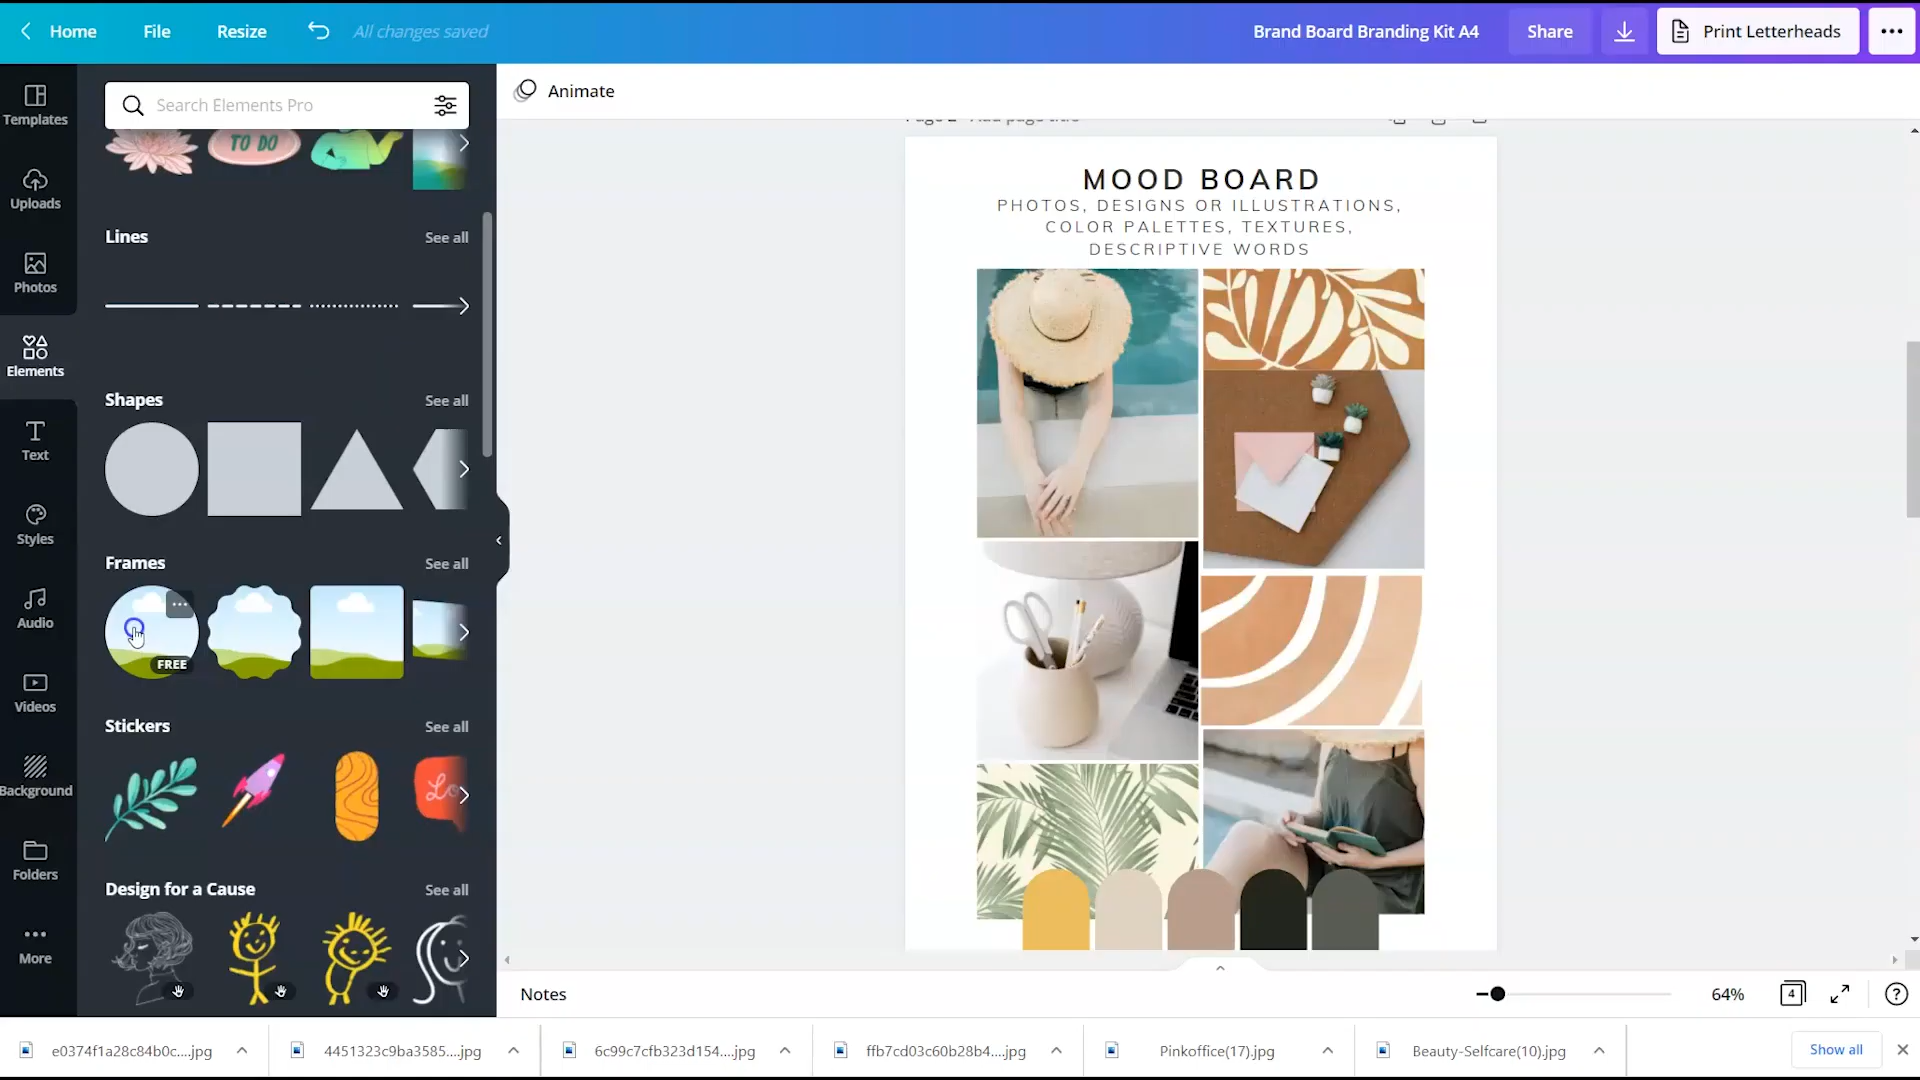 Home
File
Resize
All changes saved
Brand Board Branding Kit A4
Share
Print Letterheads
Templates
Uploads
Photos
Elements
Text
Styles
Audio
Videos
Background
Folders
More
Search Elements Pro
TO DO
Lines
See all
Shapes
See all
Frames
See all
FREE
Stickers
See all
Lo
Design for a Cause
See all
Animate
MOOD BOARD
PHOTOS, DESIGNS OR ILLUSTRATIONS,
COLOR PALETTES, TEXTURES,
DESCRIPTIVE WORDS
Notes
64%
4
?
e0374f1a28c84b0c....jpg
4451323c9ba3585....jpg
6c99c7cfb323d154....jpg
ffb7cd03c60b28b4....jpg
Pinkoffice(17).jpg
Beauty-Selfcare(10).jpg
Show all